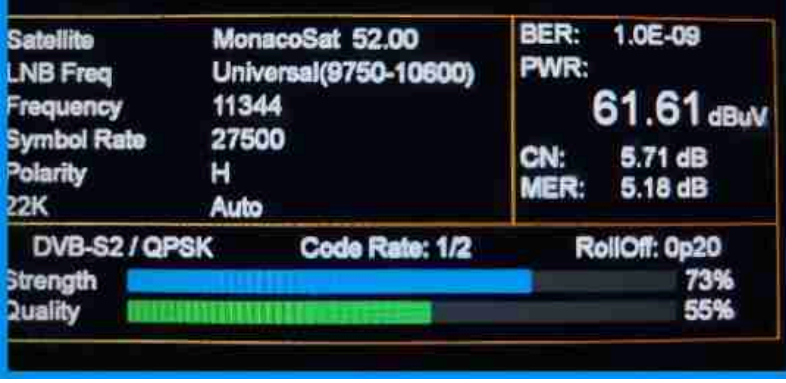 Satellite MonacoSat 52.00
LNB Freq Universal(9750-10600)
Frequency 11344
Symbol Rate 27500
Polarity H
22K Auto
BER: 1.0E-09
PWR:
61.61 dBuV
CN: 5.71 dB
MER: 5.18 dB
DVB-S2 / QPSK Code Rate: 1/2 RollOff: 0p20
Strength 73%
Quality 55%